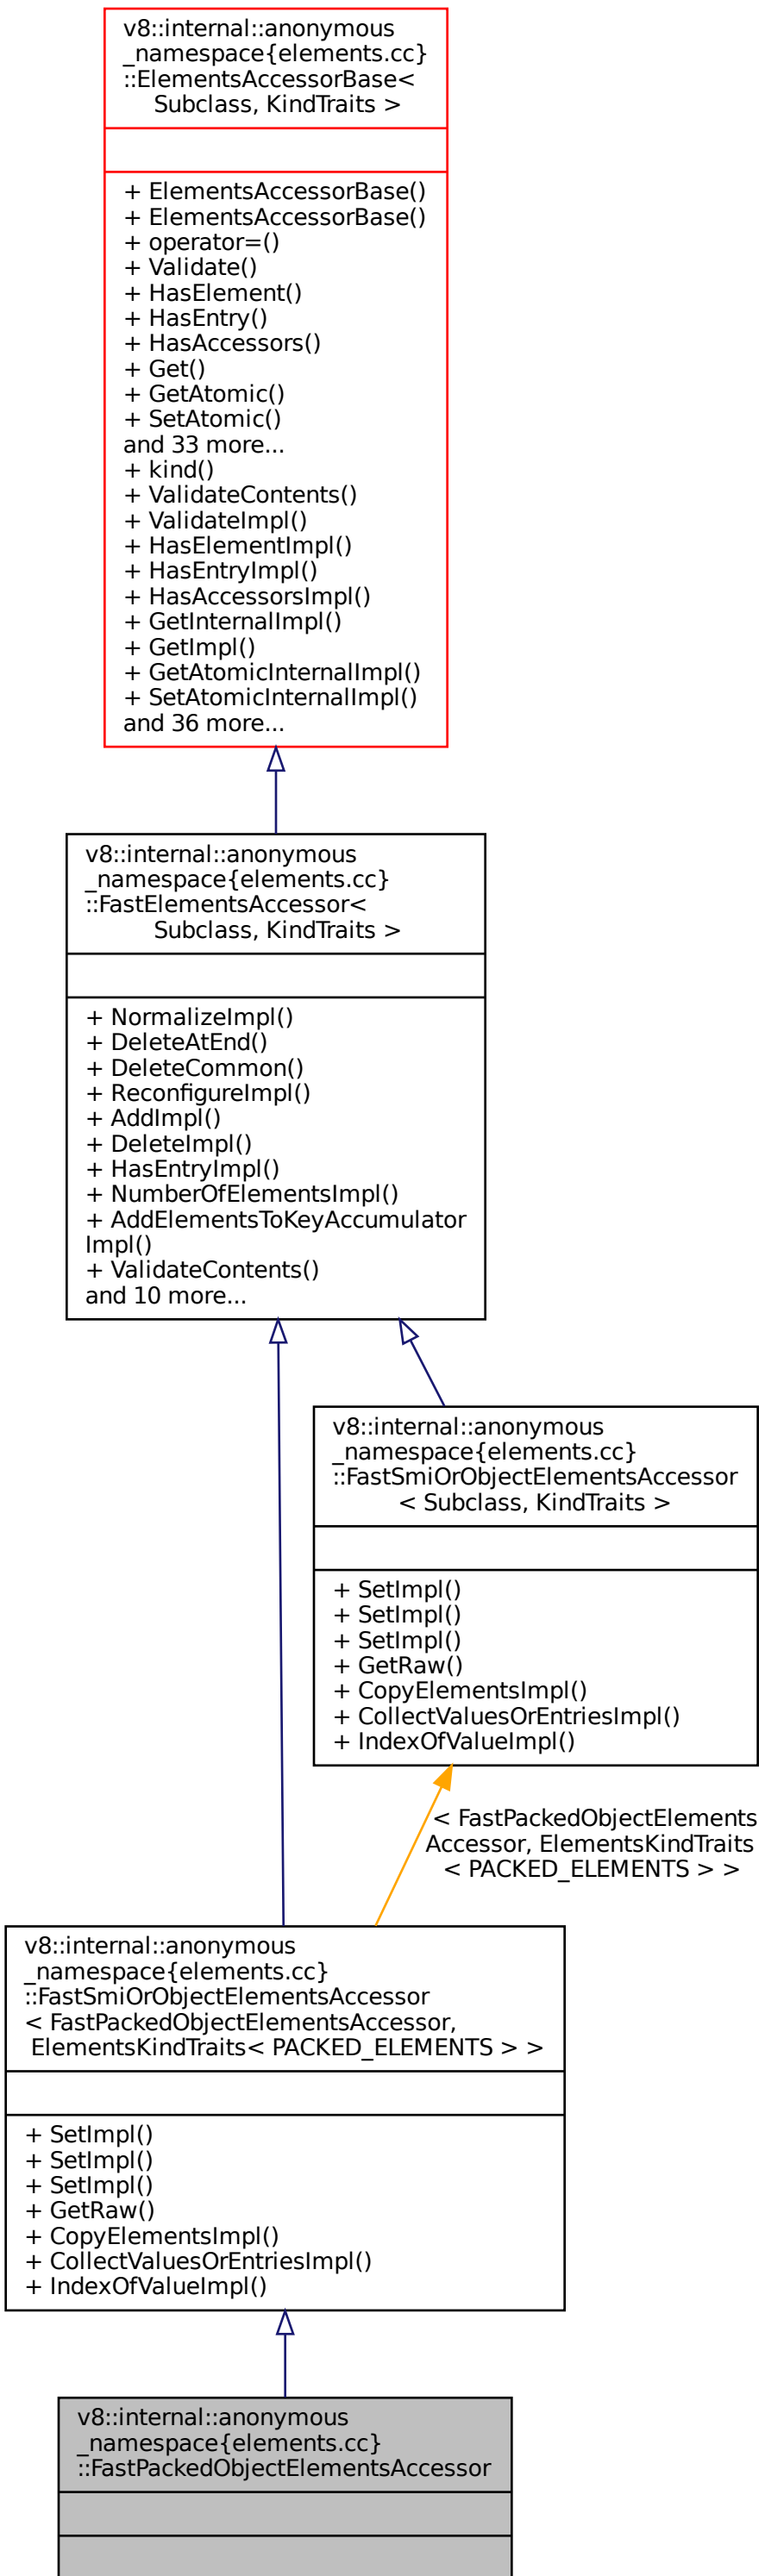 v8::internal::anonymous
_namespace{elements.cc}
::ElementsAccessorBase<
Subclass, KindTraits >
+ ElementsAccessorBase()
+ ElementsAccessorBase()
+ operator=()
+ Validate()
+ HasElement()
+ HasEntry()
+ HasAccessors()
+ Get()
+ GetAtomic()
+ SetAtomic()
and 33 more...
+ kind()
+ ValidateContents()
+ ValidateImpl()
+ HasElementImpl()
+ HasEntryImpl()
+ HasAccessorsImpl()
+ GetInternalImpl()
+ GetImpl()
+ GetAtomicInternalImpl()
+ SetAtomicInternalImpl()
and 36 more...
v8::internal::anonymous
_namespace{elements.cc}
::FastElementsAccessor<
Subclass, KindTraits >
+ NormalizeImpl()
+ DeleteAtEnd()
+ DeleteCommon()
+ ReconfigureImpl()
+ AddImpl()
+ DeleteImpl()
+ HasEntryImpl()
+ NumberOfElementsImpl()
+ AddElementsToKeyAccumulator
Impl()
+ ValidateContents()
and 10 more...
v8::internal::anonymous
_namespace{elements.cc}
::FastSmiOrObjectElementsAccessor
< Subclass, KindTraits >
+ SetImpl()
+ SetImpl()
+ SetImpl()
+ GetRaw()
+ CopyElementsImpl()
+ CollectValuesOrEntriesImpl()
+ IndexOfValueImpl()
< FastPackedObjectElements
Accessor, ElementsKindTraits
< PACKED_ELEMENTS > >
v8::internal::anonymous
_namespace{elements.cc}
::FastSmiOrObjectElementsAccessor
< FastPackedObjectElementsAccessor,
ElementsKindTraits< PACKED_ELEMENTS > >
+ SetImpl()
+ SetImpl()
+ SetImpl()
+ GetRaw()
+ CopyElementsImpl()
+ CollectValuesOrEntriesImpl()
+ IndexOfValueImpl()
v8::internal::anonymous
_namespace{elements.cc}
::FastPackedObjectElementsAccessor